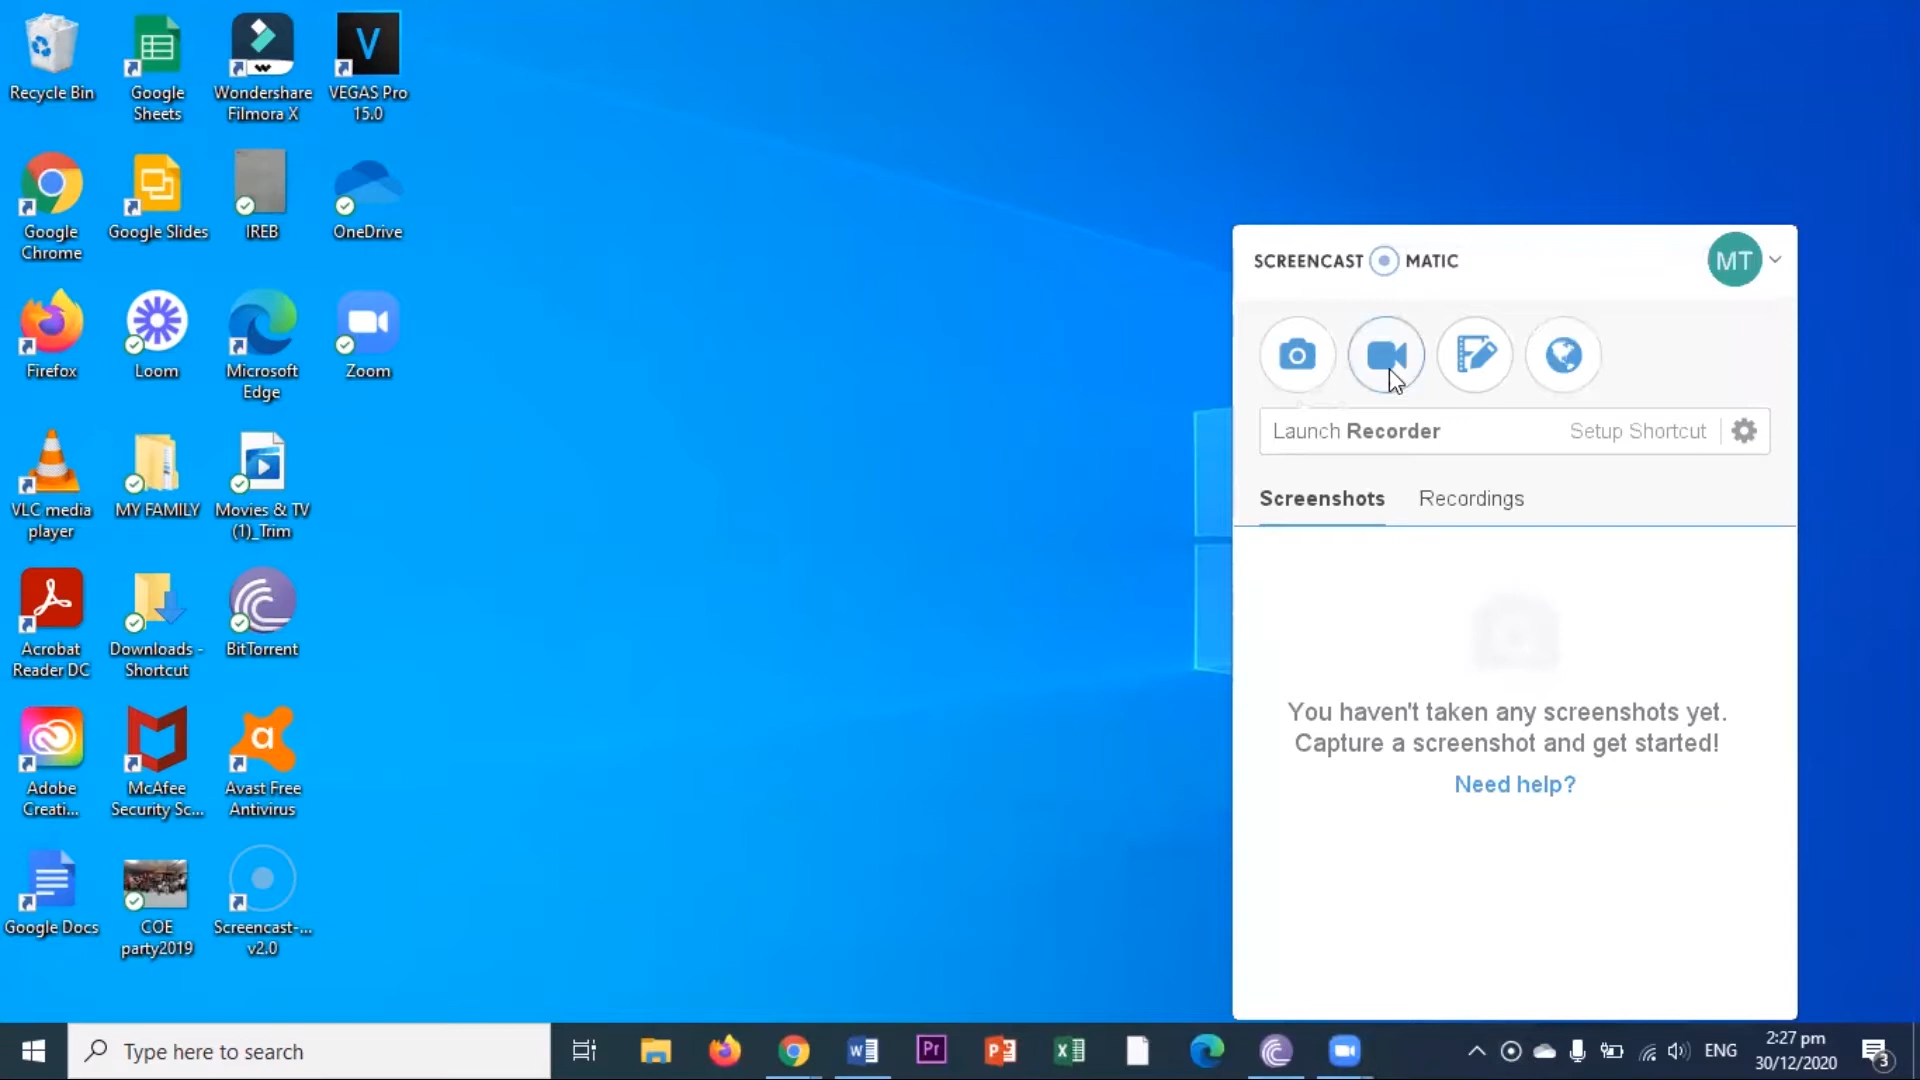 Recycle Bin
Google
Sheets
Wondershare
Filmora X
V
VEGAS Pro
15.0
Google
Chrome
Google Slides
IREB
OneDrive
Firefox
Loom
Microsoft
Edge
Zoom
VLC media
player
MY FAMILY
Movies & TV
(1)_Trim
Acrobat
Reader DC
Downloads -
Shortcut
BitTorrent
Adobe
Creati...
McAfee
Security Sc...
a
Avast Free
Antivirus
Google Docs
COE
party2019
Screencast-...
v2.0
SCREENCAST MATIC
MT
Launch Recorder
Setup Shortcut
Screenshots
Recordings
You haven't taken any screenshots yet.
Capture a screenshot and get started!
Need help?
Type here to search
W
Pr
P
X
ENG
2:27 pm
30/12/2020
3